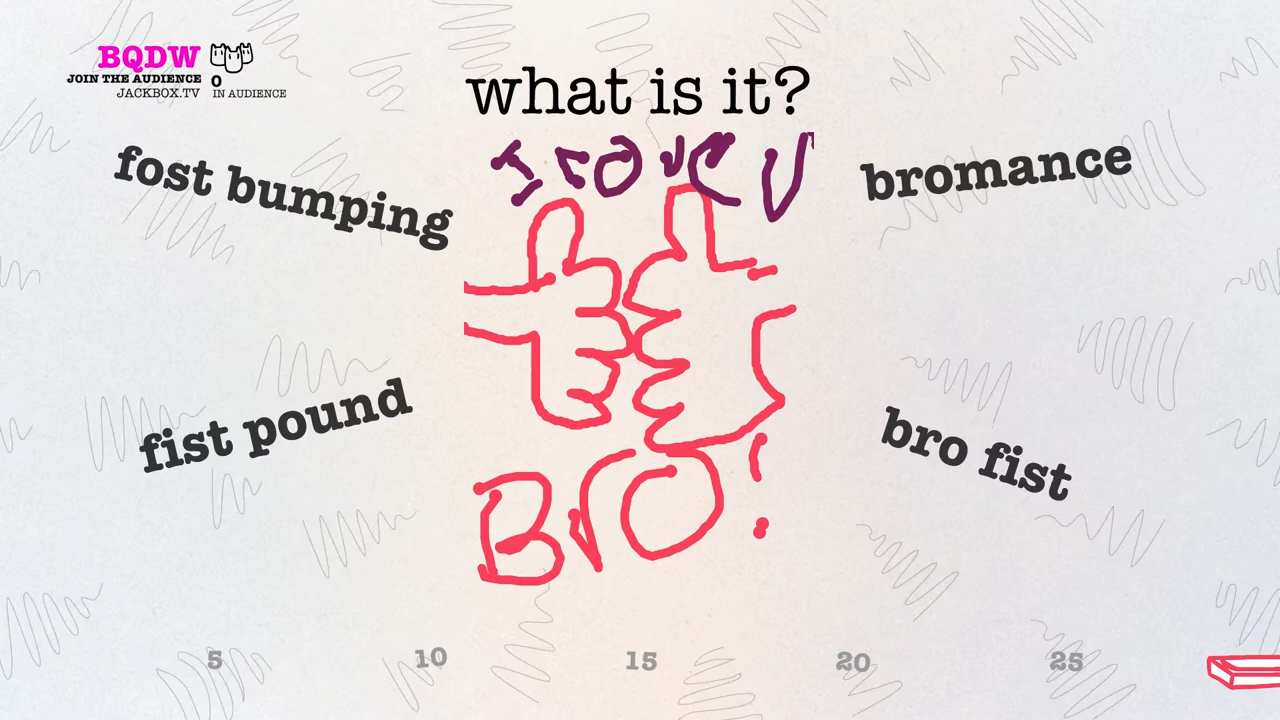 BQDW
JOIN THE AUDIENCE
JACKBOX.TV
0
IN AUDIENCE
what is it?
fost bumping
bromance
I love U
fist pound
bro fist
Bro!
5 10 15 20 25